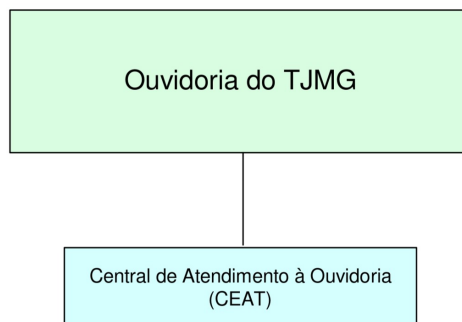 Ouvidoria do TJMG
Central de Atendimento à Ouvidoria
(CEAT)